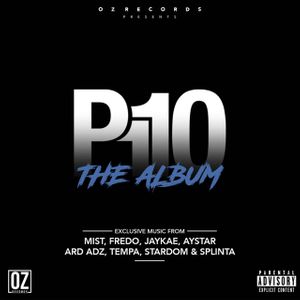 OZ RECORDS
PRESENTS
P110
THE ALBUM
EXCLUSIVE MUSIC FROM
MIST, FREDO, JAYKAE, AYSTAR
ARD ADZ, TEMPA, STARDOM & SPLINTA
OZ
RECORDS
PARENTAL
ADVISORY
EXPLICIT CONTENT